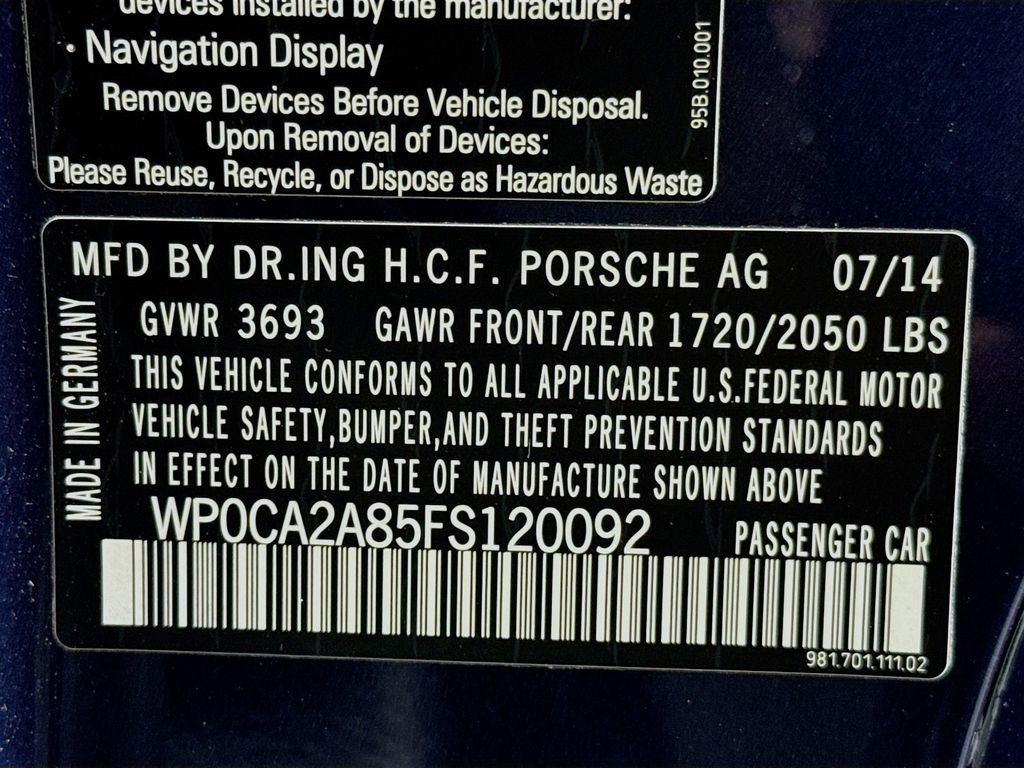 devices installed by the manufacturer:
· Navigation Display
Remove Devices Before Vehicle Disposal.
Upon Removal of Devices:
Please Reuse, Recycle, or Dispose as Hazardous Waste
95B.010.001
MFD BY DR.ING H.C.F. PORSCHE AG 07/14
GVWR 3693 GAWR FRONT/REAR 1720/2050 LBS
THIS VEHICLE CONFORMS TO ALL APPLICABLE U.S.FEDERAL MOTOR
VEHICLE SAFETY,BUMPER,AND THEFT PREVENTION STANDARDS
IN EFFECT ON THE DATE OF MANUFACTURE SHOWN ABOVE
WP0CA2A85FS120092 PASSENGER CAR
MADE IN GERMANY
981.701.111.02